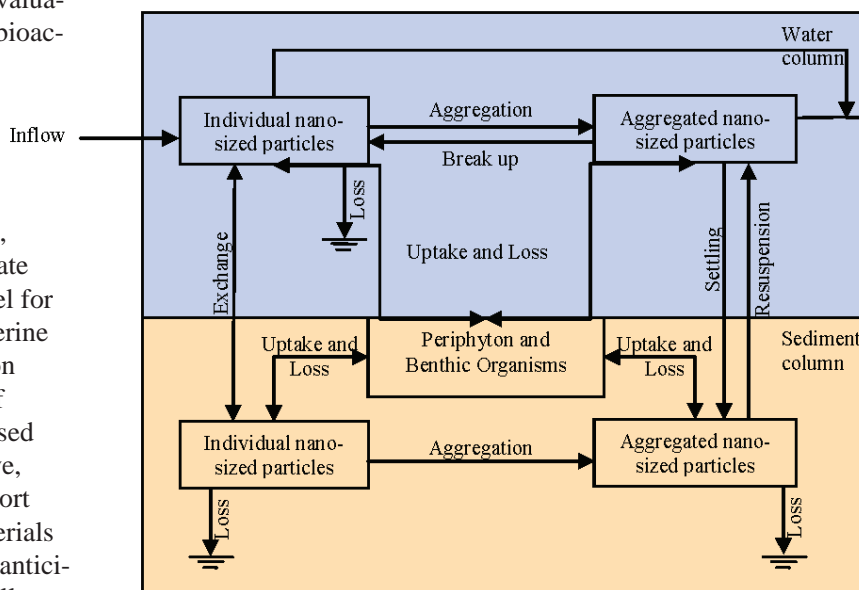 valua-
bioac-
,
ate
el for
erine
on
f
sed
e,
ort
erials
antici-
Water
column
Inflow
Individual nano-
sized particles
Aggregation
Break up
Aggregated nano-
sized particles
Loss
Exchange
Uptake and Loss
Settling
Resuspension
Sediment
column
Uptake and
Loss
Periphyton and
Benthic Organisms
Uptake and
Loss
Individual nano-
sized particles
Aggregation
Aggregated nano-
sized particles
Loss
Loss